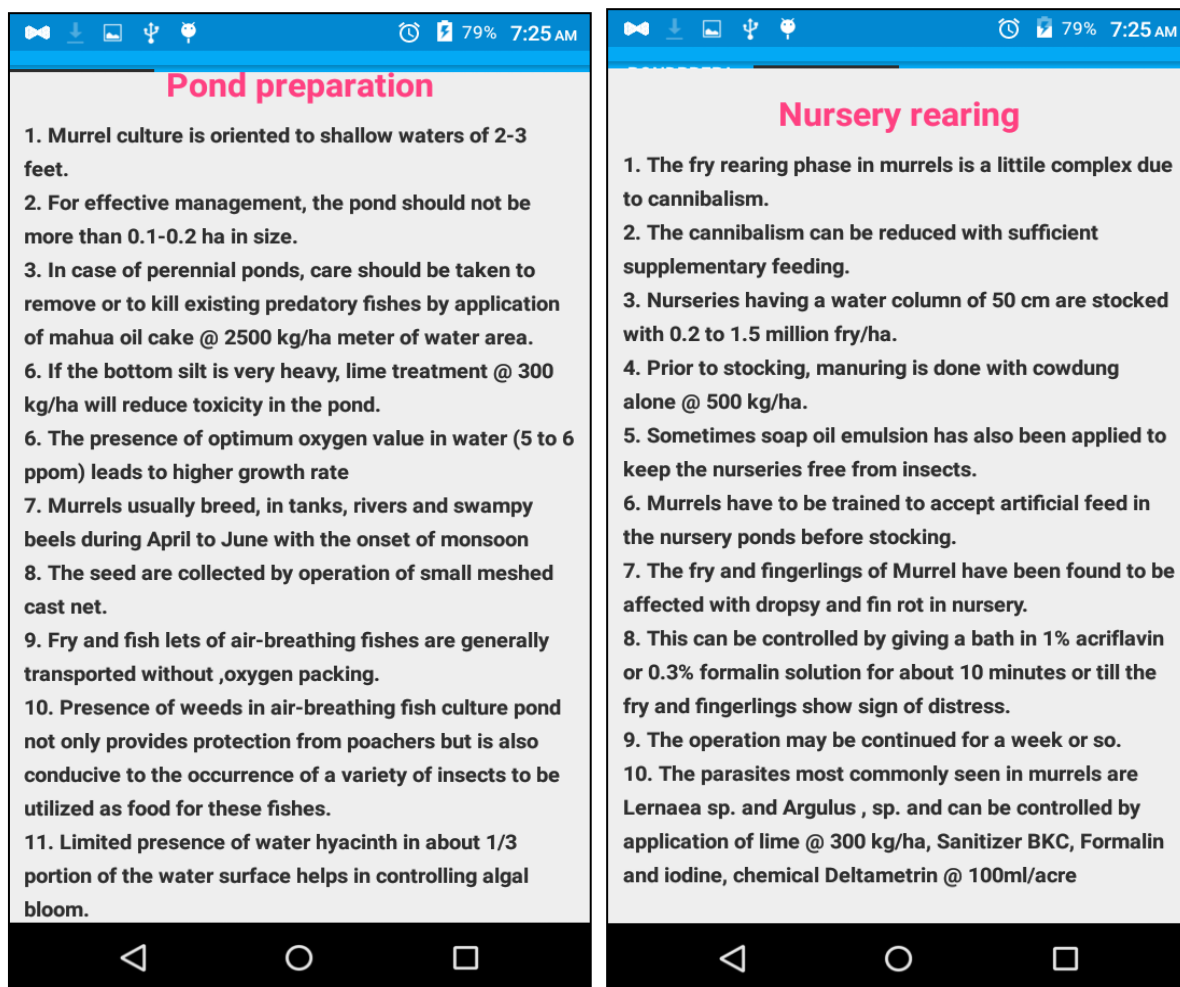 79% 7:25 AM
Pond preparation
1. Murrel culture is oriented to shallow waters of 2-3
feet.
2. For effective management, the pond should not be
more than 0.1-0.2 ha in size.
3. In case of perennial ponds, care should be taken to
remove or to kill existing predatory fishes by application
of mahua oil cake @ 2500 kg/ha meter of water area.
6. If the bottom silt is very heavy, lime treatment @ 300
kg/ha will reduce toxicity in the pond.
6. The presence of optimum oxygen value in water (5 to 6
ppom) leads to higher growth rate
7. Murrels usually breed, in tanks, rivers and swampy
beels during April to June with the onset of monsoon
8. The seed are collected by operation of small meshed
cast net.
9. Fry and fish lets of air-breathing fishes are generally
transported without ,oxygen packing.
10. Presence of weeds in air-breathing fish culture pond
not only provides protection from poachers but is also
conducive to the occurrence of a variety of insects to be
utilized as food for these fishes.
11. Limited presence of water hyacinth in about 1/3
portion of the water surface helps in controlling algal
bloom.
79% 7:25 AM
Nursery rearing
1. The fry rearing phase in murrels is a littile complex due
to cannibalism.
2. The cannibalism can be reduced with sufficient
supplementary feeding.
3. Nurseries having a water column of 50 cm are stocked
with 0.2 to 1.5 million fry/ha.
4. Prior to stocking, manuring is done with cowdung
alone @ 500 kg/ha.
5. Sometimes soap oil emulsion has also been applied to
keep the nurseries free from insects.
6. Murrels have to be trained to accept artificial feed in
the nursery ponds before stocking.
7. The fry and fingerlings of Murrel have been found to be
affected with dropsy and fin rot in nursery.
8. This can be controlled by giving a bath in 1% acriflavin
or 0.3% formalin solution for about 10 minutes or till the
fry and fingerlings show sign of distress.
9. The operation may be continued for a week or so.
10. The parasites most commonly seen in murrels are
Lernaea sp. and Argulus , sp. and can be controlled by
application of lime @ 300 kg/ha, Sanitizer BKC, Formalin
and iodine, chemical Deltametrin @ 100ml/acre